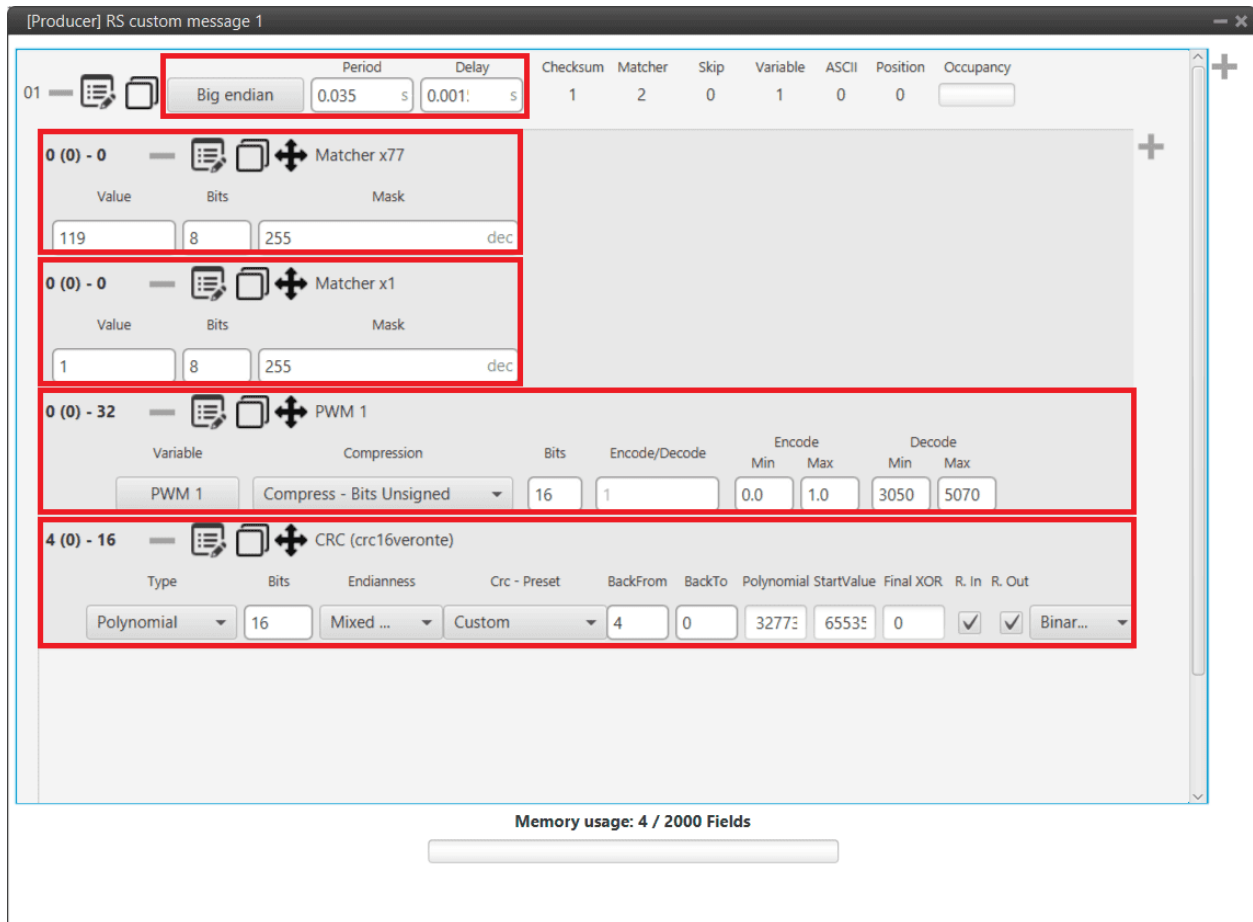 [Producer] RS custom message 1
Period Delay Checksum Matcher Skip Variable ASCII Position Occupancy
01 Big endian 0.035 s 0.001 s 1 2 0 1 0 0
0 (0) - 0 Matcher x77
Value Bits Mask
119 8 255 dec
0 (0) - 0 Matcher x1
Value Bits Mask
1 8 255 dec
0 (0) - 32 PWM 1
Variable Compression Bits Encode/Decode Encode Decode
Min Max Min Max
PWM 1 Compress - Bits Unsigned 16 1 0.0 1.0 3050 5070
4 (0) - 16 CRC (crc16veronte)
Type Bits Endianness Crc - Preset BackFrom BackTo Polynomial StartValue Final XOR R. In R. Out
Polynomial 16 Mixed ... Custom 4 0 32773 65535 0 Binar...
Memory usage: 4 / 2000 Fields